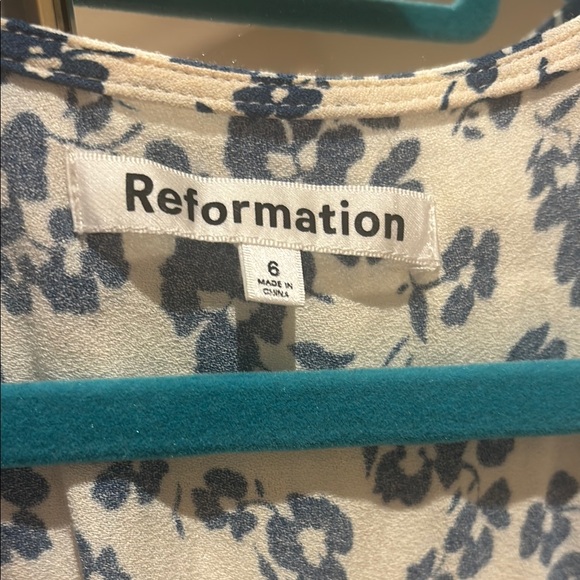 Reformation
6
MADE IN
CHINA